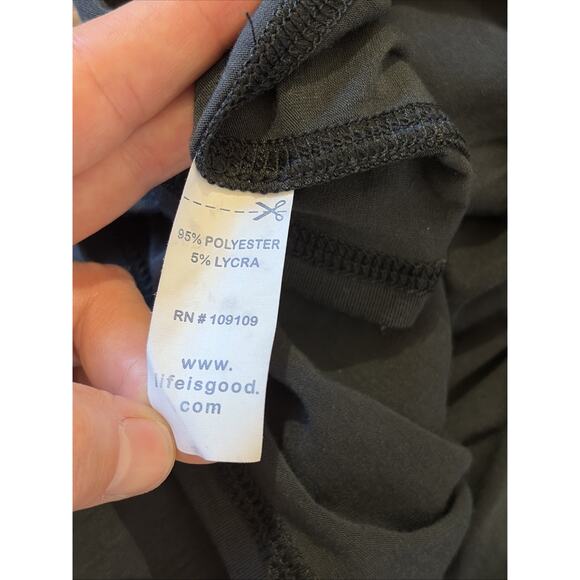 95% POLYESTER
5% LYCRA
RN # 109109
www.
lifeisgood.
com